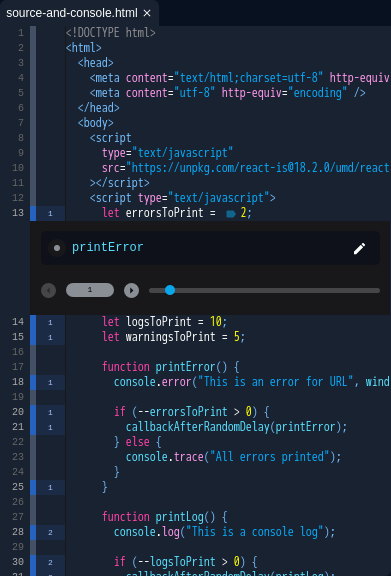 source-and-console.html ×
1 <!DOCTYPE html>
2 <html>
3 <head>
4 <meta content="text/html;charset=utf-8" http-equiv
5 <meta content="utf-8" http-equiv="encoding" />
6 </head>
7 <body>
8 <script
9 type="text/javascript"
10 src="https://unpkg.com/react-is@18.2.0/umd/react
11 ></script>
12 <script type="text/javascript">
13 1 let errorsToPrint = 2;
printError
1
14 1 let logsToPrint = 10;
15 1 let warningsToPrint = 5;
16
17 function printError() {
18 1 console.error("This is an error for URL", wind
19
20 1 if (--errorsToPrint > 0) {
21 1 callbackAfterRandomDelay(printError);
22 } else {
23 console.trace("All errors printed");
24 }
25 1 }
26
27 function printLog() {
28 2 console.log("This is a console log");
29
30 2 if (--logsToPrint > 0) {
31 callbackAfterRandomDelay(printLog);